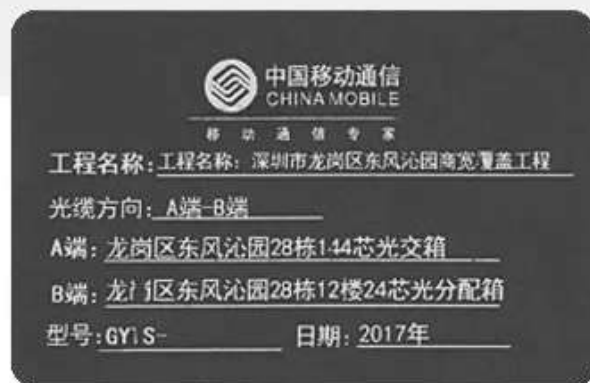 中国移动通信
CHINA MOBILE
移动通信专家
工程名称:工程名称: 深圳市龙岗区东风沁园商宽覆盖工程
光缆方向: A端-B端
A端: 龙岗区东风沁园28栋144芯光交箱
B端: 龙岗区东风沁园28栋12楼24芯光分配箱
型号:GYTS-
日期: 2017年